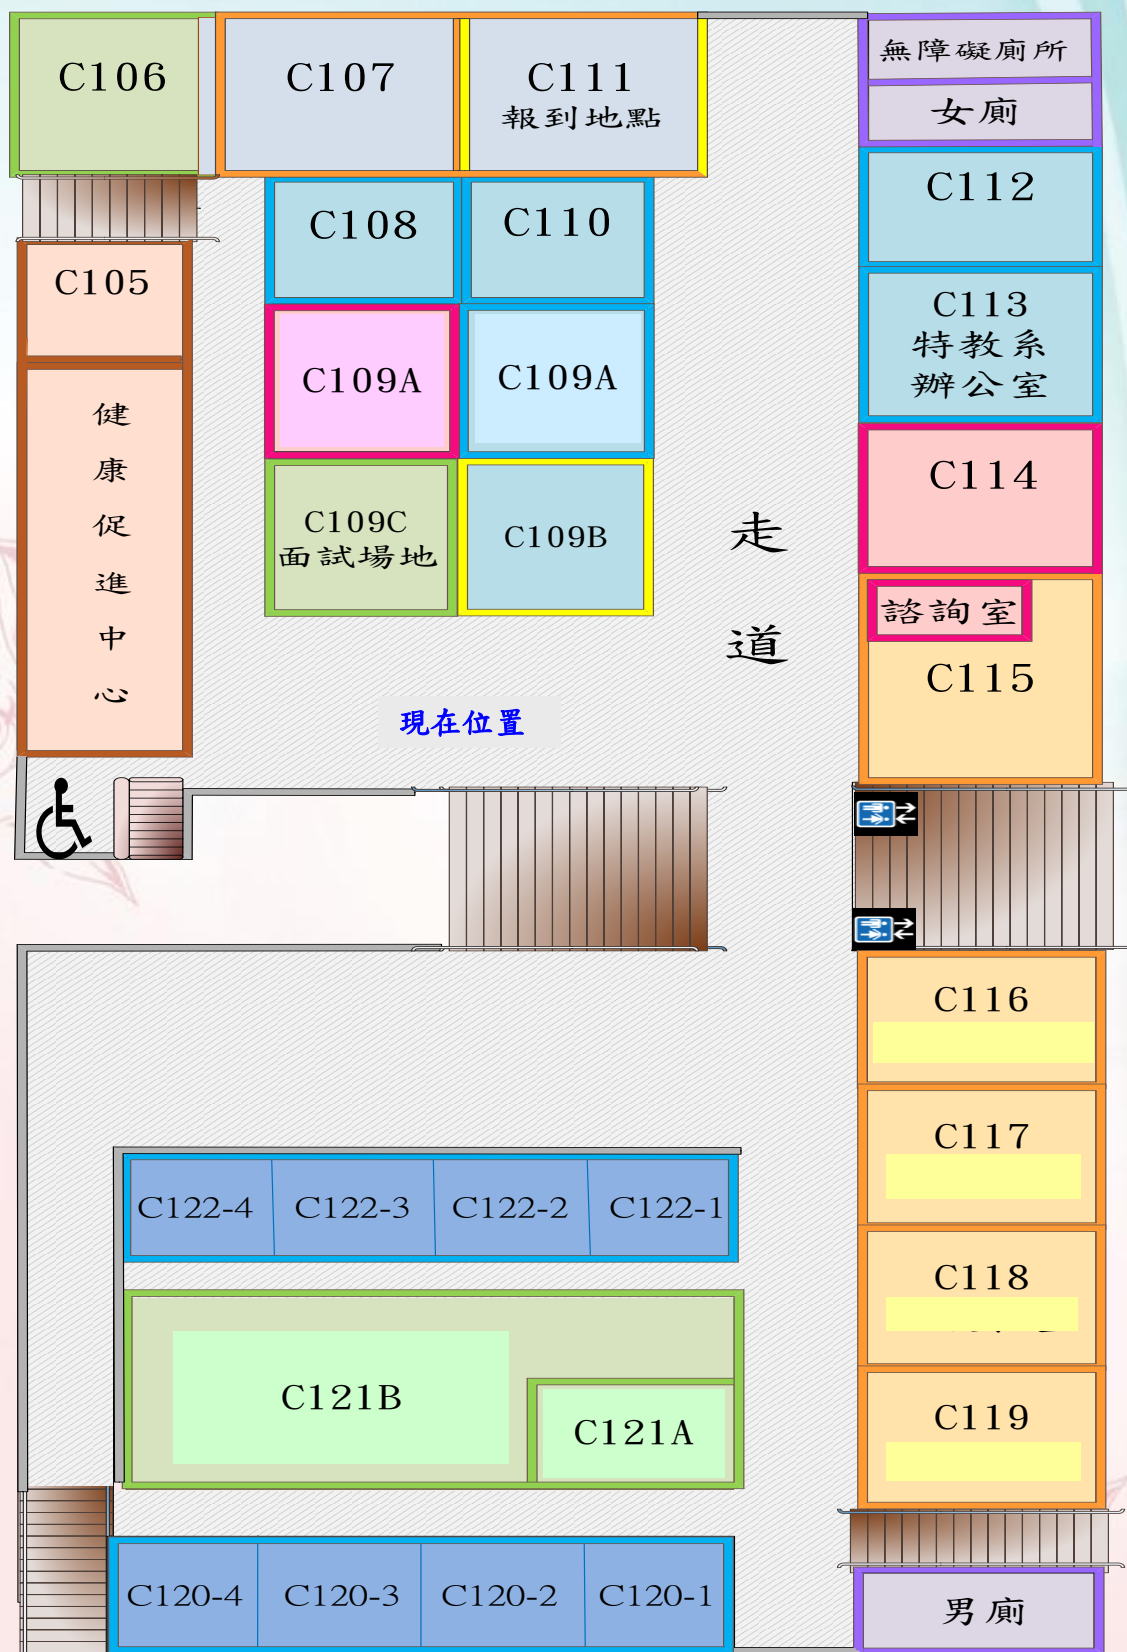 C106
C107
C111
報到地點
無障礙廁所
女廁
C108
C110
C112
C105
C113
特教系
辦公室
C109A
C109A
健
康
促
進
中
心
C114
C109C
面試場地
C109B
走
道
諮詢室
C115
現在位置
C116
C117
C122-4
C122-3
C122-2
C122-1
C118
C121B
C121A
C119
C120-4
C120-3
C120-2
C120-1
男廁